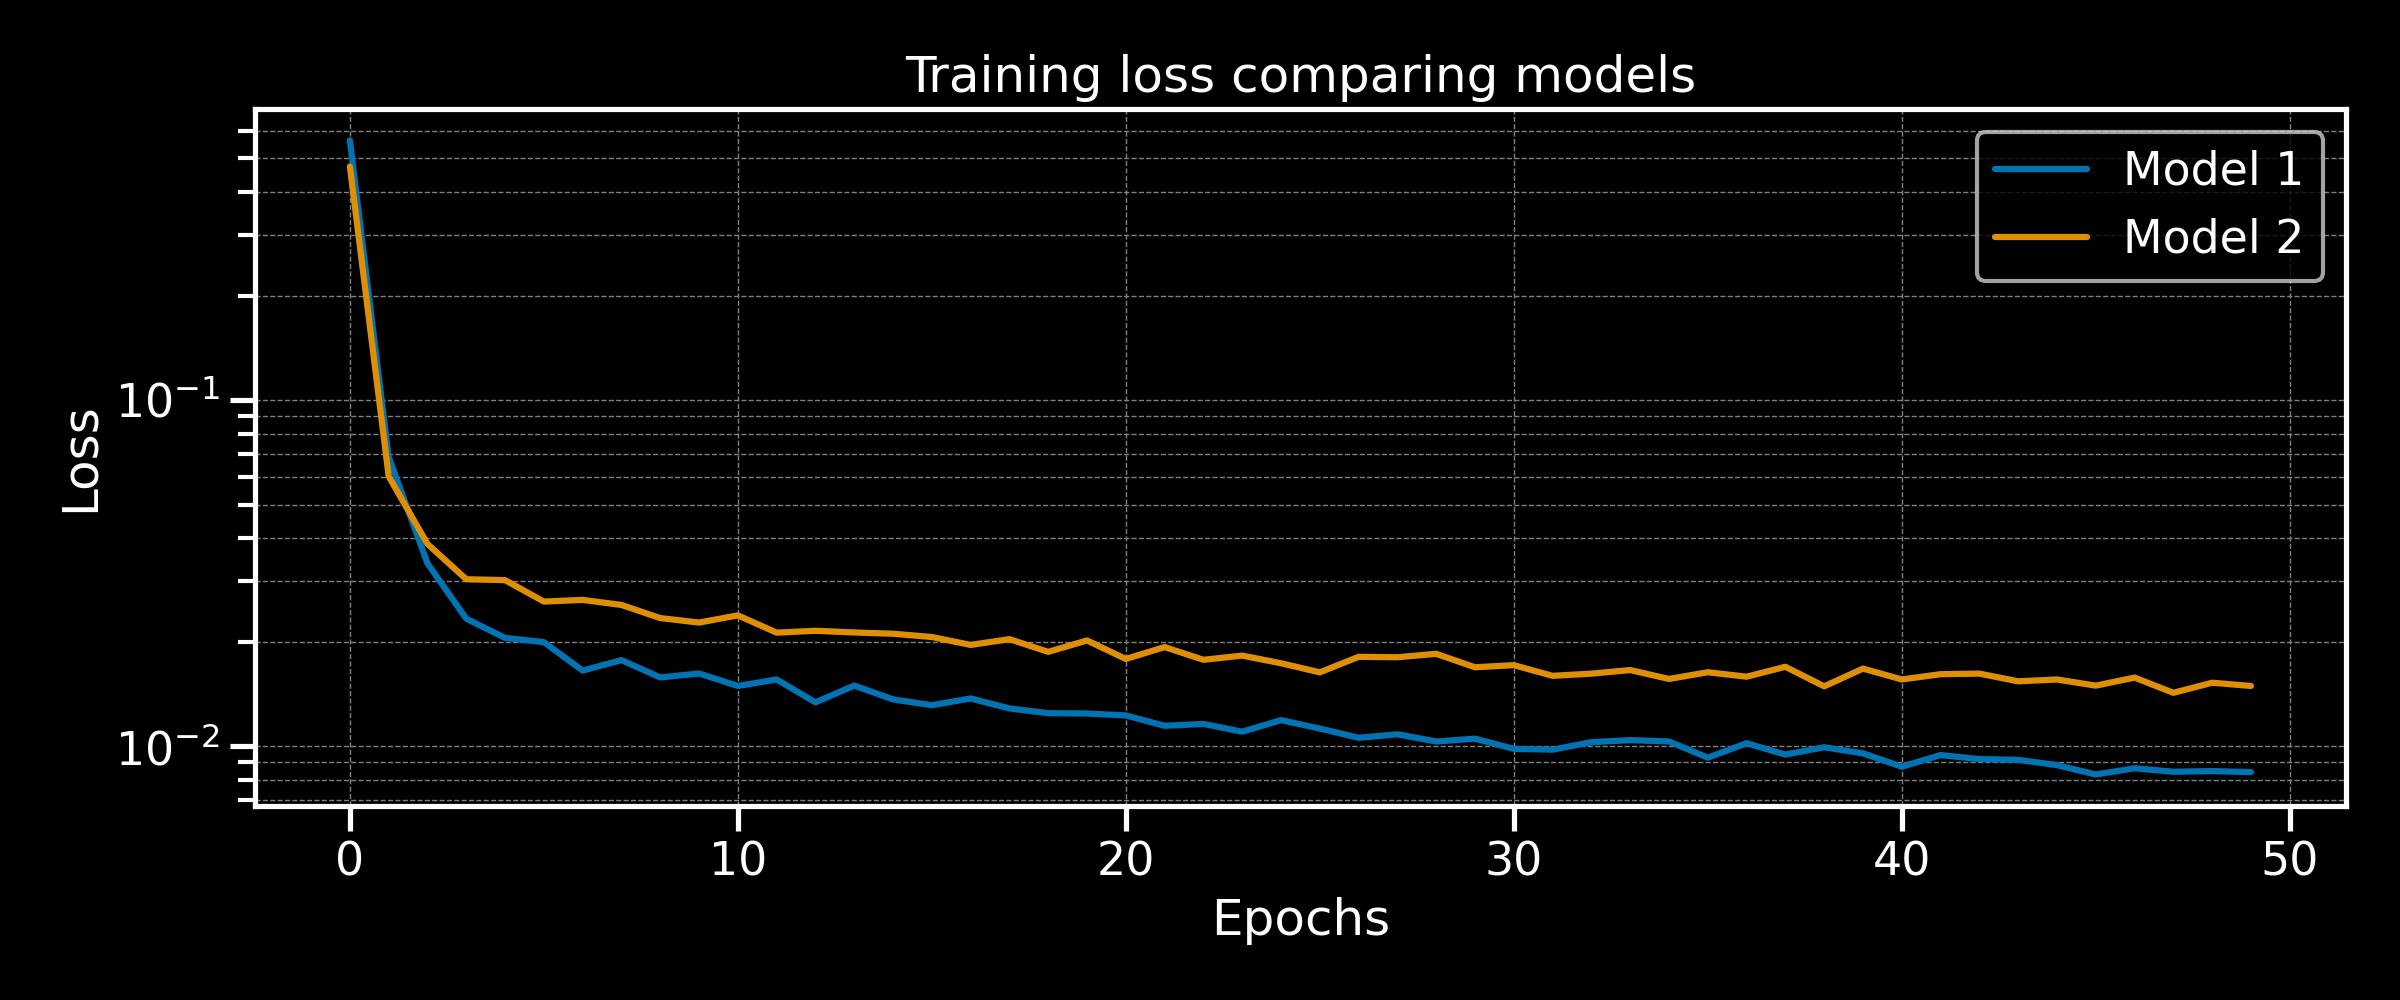 Training loss comparing models
Model 1
Model 2
Loss
10⁻¹
10⁻²
0 10 20 30 40 50
Epochs